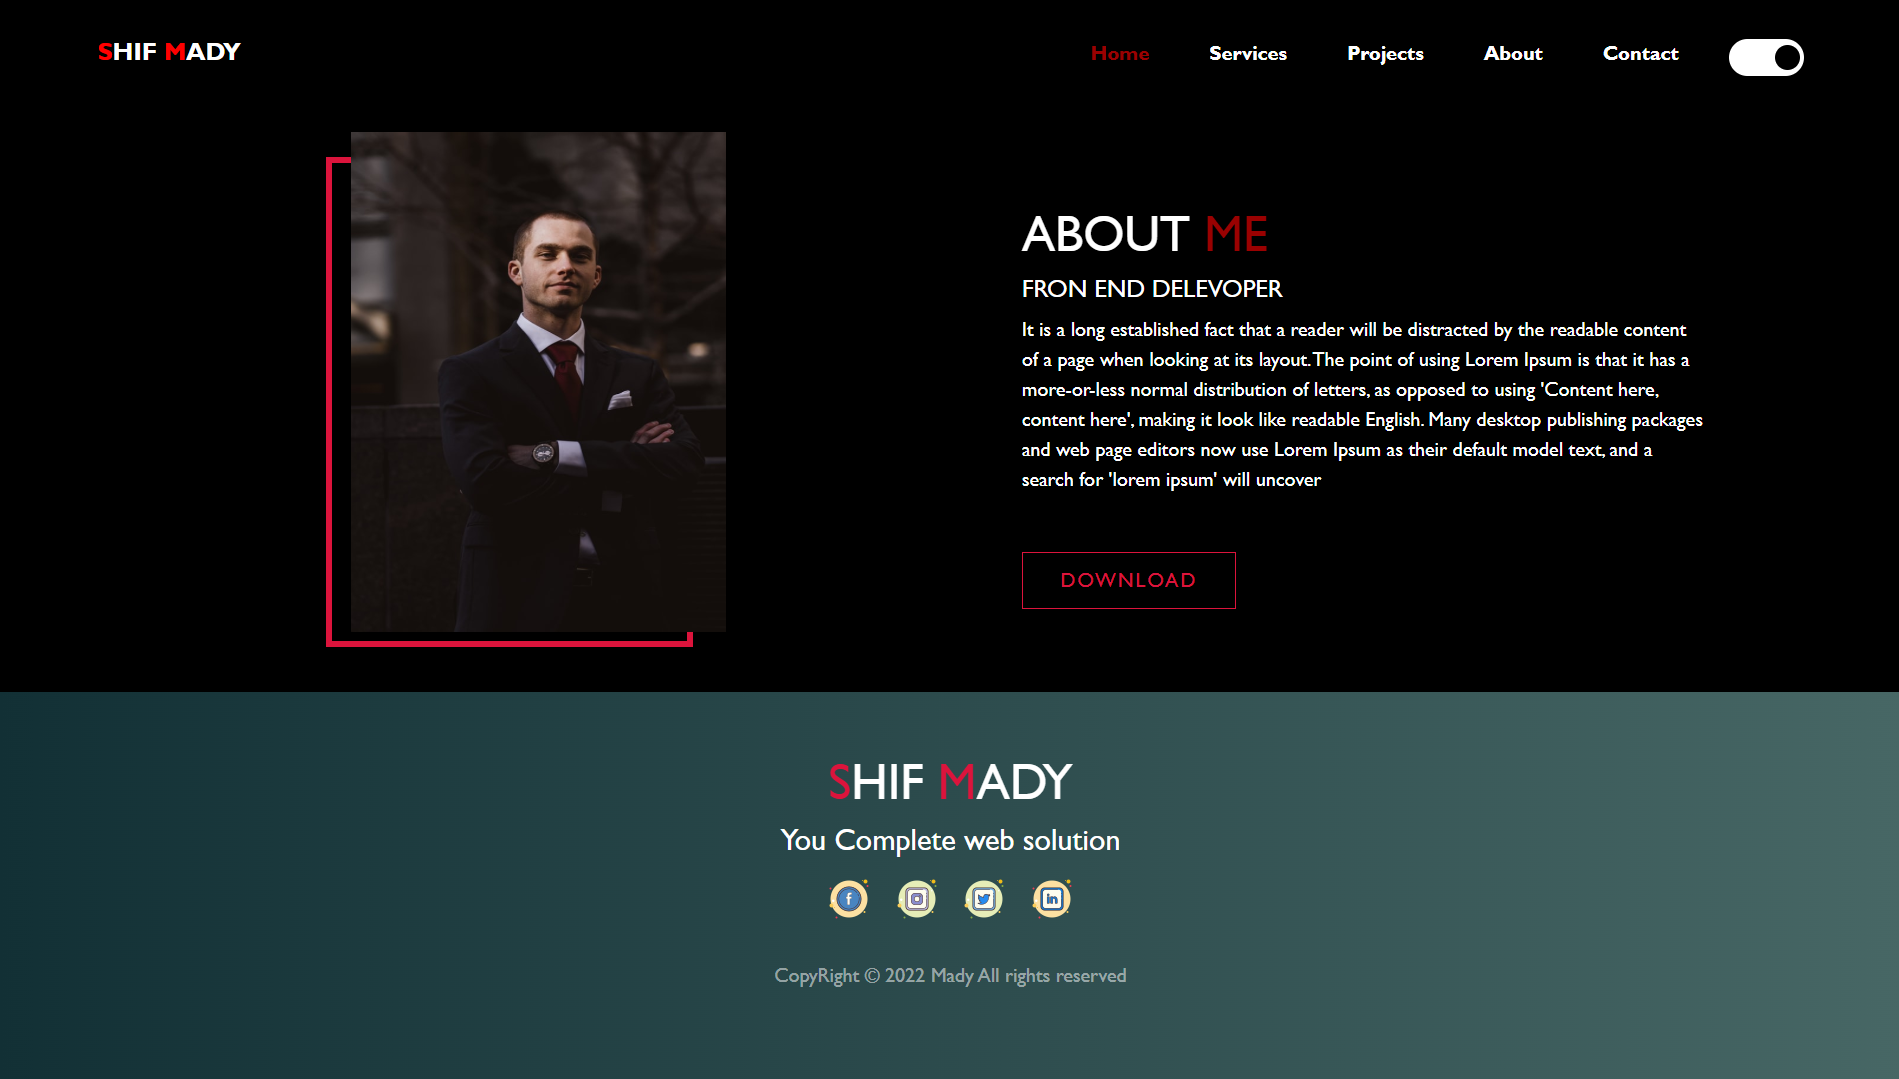 SHIF MADY
Home Services Projects About Contact
ABOUT ME
FRON END DELEVOPER
It is a long established fact that a reader will be distracted by the readable content
of a page when looking at its layout. The point of using Lorem Ipsum is that it has a
more-or-less normal distribution of letters, as opposed to using 'Content here,
content here', making it look like readable English. Many desktop publishing packages
and web page editors now use Lorem Ipsum as their default model text, and a
search for 'lorem ipsum' will uncover
DOWNLOAD
SHIF MADY
You Complete web solution
CopyRight © 2022 Mady All rights reserved